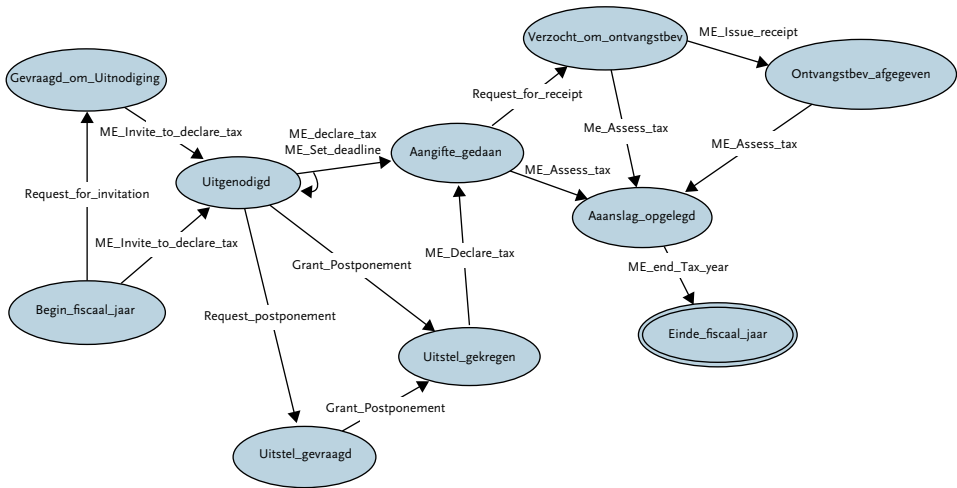 Verzocht_om_ontvangstbev
ME_Issue_receipt
Gevraagd_om_Uitnodiging
Ontvangstbev_afgegeven
Request_for_receipt
ME_Invite_to_declare_tax
ME_declare_tax
ME_Set_deadline
Me_Assess_tax
ME_Assess_tax
Aangifte_gedaan
ME_Assess_tax
Uitgenodigd
Request_for_invitation
Aaanslag_opgelegd
ME_Invite_to_declare_tax
Grant_Postponement
ME_Declare_tax
ME_end_Tax_year
Begin_fiscaal_jaar
Request_postponement
Einde_fiscaal_jaar
Uitstel_gekregen
Grant_Postponement
Uitstel_gevraagd